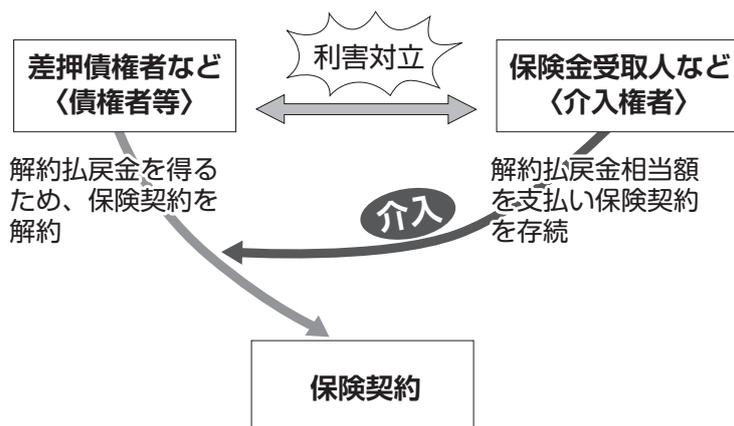 利害対立
差押債権者など
〈債権者等〉
保険金受取人など
〈介入権者〉
解約払戻金を得る
ため、保険契約を
解約
解約払戻金相当額
を支払い保険契約
を存続
介入
保険契約